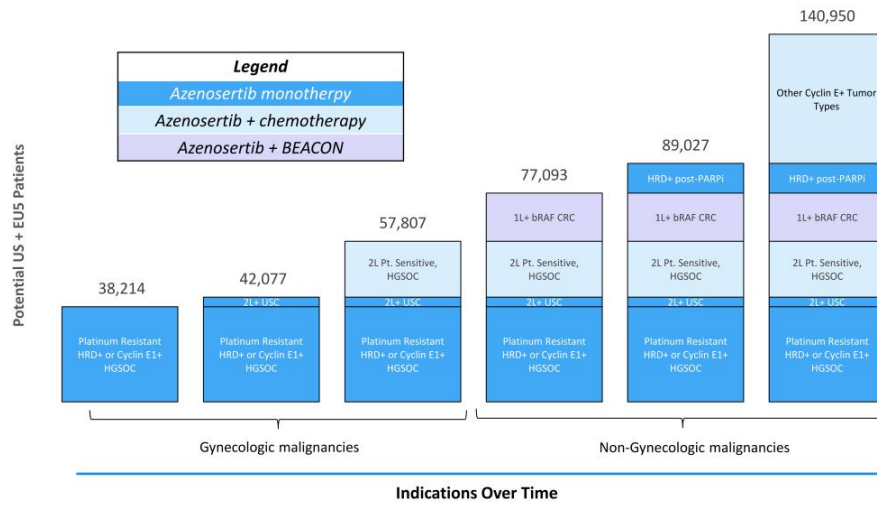 140,950
Legend
Azenosertib monotherpy
Azenosertib + chemotherapy
Azenosertib + BEACON
Other Cyclin E+ Tumor
Types
89,027
77,093
HRD+ post-PARPi
HRD+ post-PARPi
57,807
1L+ bRAF CRC
1L+ bRAF CRC
1L+ bRAF CRC
42,077
38,214
2L Pt. Sensitive,
HGSOC
2L Pt. Sensitive,
HGSOC
2L Pt. Sensitive,
HGSOC
2L Pt. Sensitive,
HGSOC
2L+ USC
2L+ USC
2L+ USC
2L+ USC
2L+ USC
Platinum Resistant
HRD+ or Cyclin E1+
HGSOC
Platinum Resistant
HRD+ or Cyclin E1+
HGSOC
Platinum Resistant
HRD+ or Cyclin E1+
HGSOC
Platinum Resistant
HRD+ or Cyclin E1+
HGSOC
Platinum Resistant
HRD+ or Cyclin E1+
HGSOC
Platinum Resistant
HRD+ or Cyclin E1+
HGSOC
Potential US + EU5 Patients
Gynecologic malignancies
Non-Gynecologic malignancies
Indications Over Time